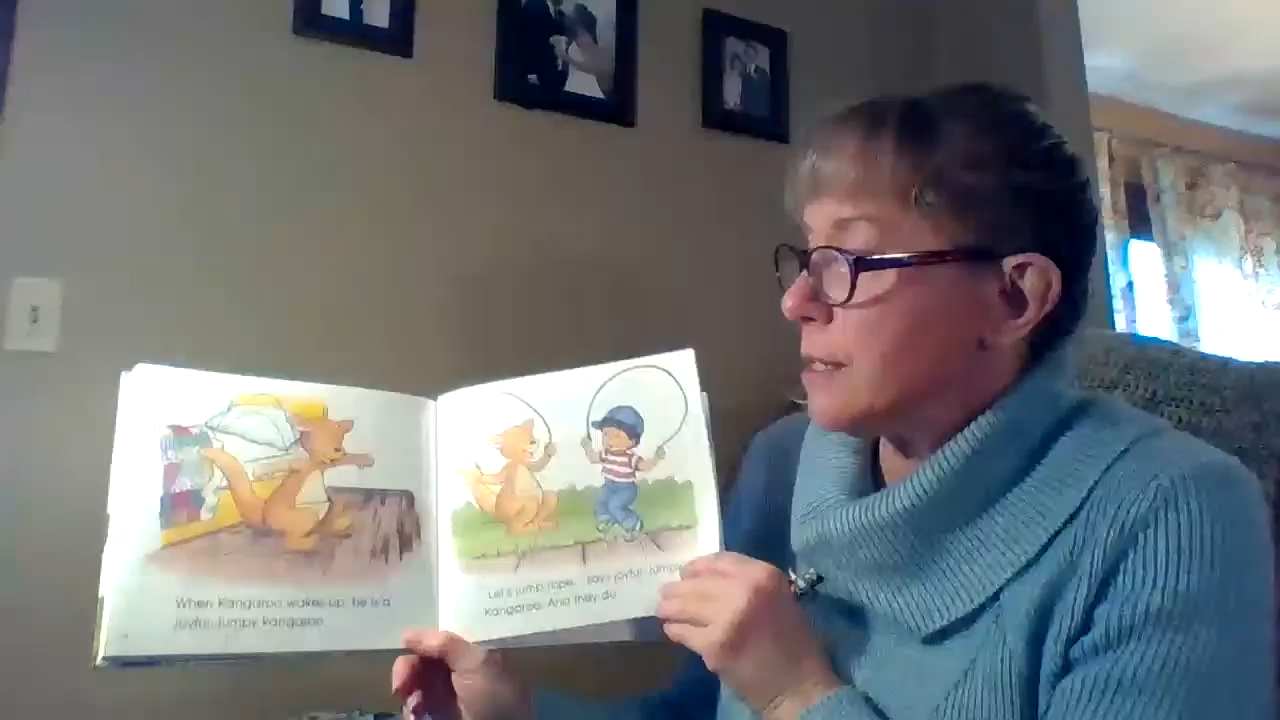 When Kangaroo wakes up, he is a
joyful, jumpy kangaroo.
"Let's jump rope," says joyful, jumpy
Kangaroo. And they do.